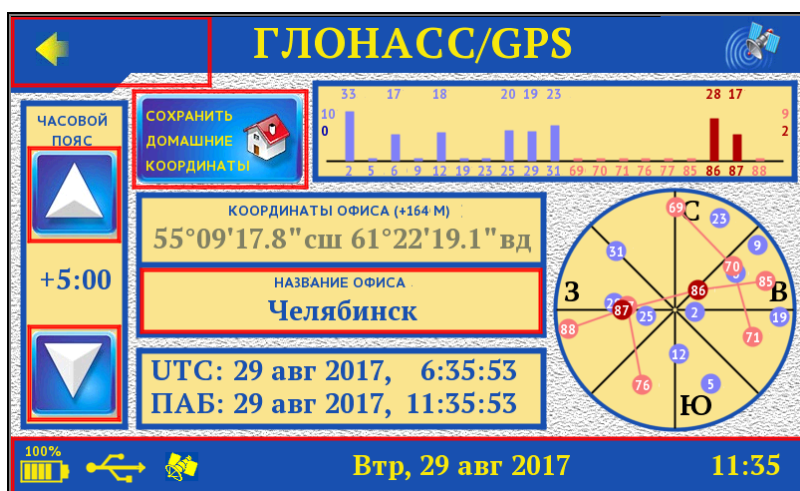 ГЛОНАСС/GPS
ЧАСОВОЙ
ПОЯС
+5:00
СОХРАНИТЬ
ДОМАШНИЕ
КООРДИНАТЫ
33 17 18 20 19 23 28 17
10 9
0 2
2 5 6 9 12 19 23 25 29 31 69 70 71 76 77 85 86 87 88
КООРДИНАТЫ ОФИСА (+164 М)
55°09'17.8"сш 61°22'19.1"вд
НАЗВАНИЕ ОФИСА
Челябинск
UTC: 29 авг 2017, 6:35:53
ПАБ: 29 авг 2017, 11:35:53
69 С 23
31 9
70
86 85
З В
87 25 2 19
88 71
12
76 5
Ю
100%
Втр, 29 авг 2017 11:35